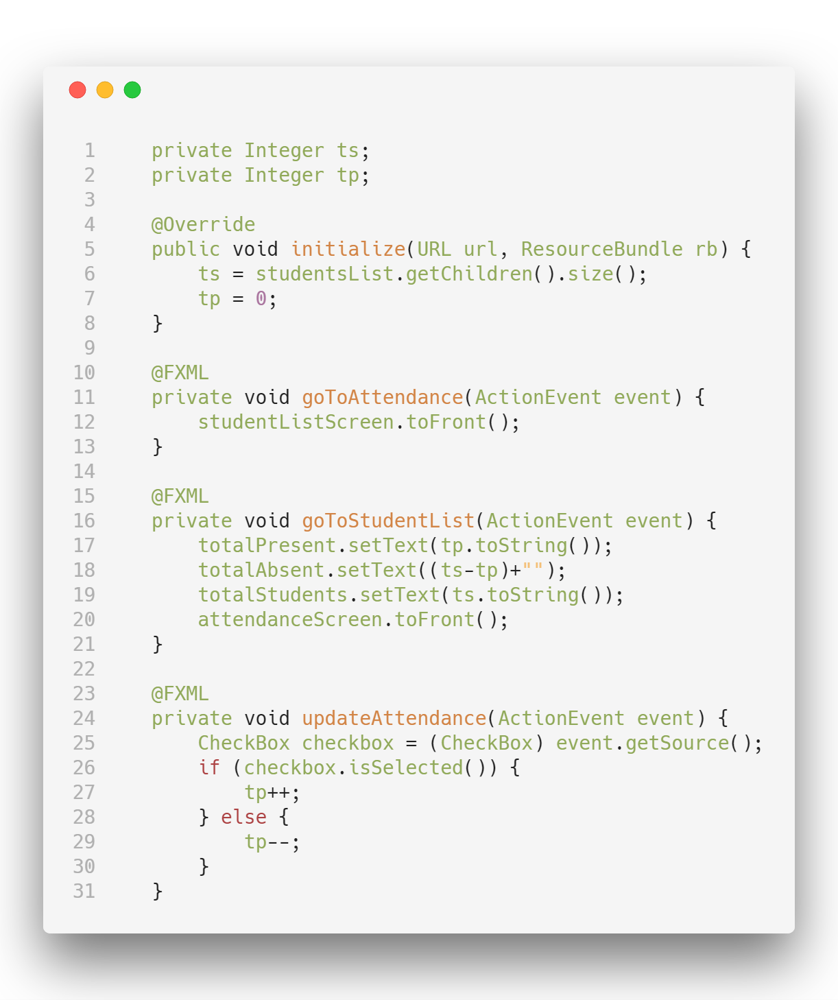 1 private Integer ts;
2 private Integer tp;
3
4 @Override
5 public void initialize(URL url, ResourceBundle rb) {
6 ts = studentsList.getChildren().size();
7 tp = 0;
8 }
9
10 @FXML
11 private void goToAttendance(ActionEvent event) {
12 studentListScreen.toFront();
13 }
14
15 @FXML
16 private void goToStudentList(ActionEvent event) {
17 totalPresent.setText(tp.toString());
18 totalAbsent.setText((ts-tp)+"");
19 totalStudents.setText(ts.toString());
20 attendanceScreen.toFront();
21 }
22
23 @FXML
24 private void updateAttendance(ActionEvent event) {
25 CheckBox checkbox = (CheckBox) event.getSource();
26 if (checkbox.isSelected()) {
27 tp++;
28 } else {
29 tp--;
30 }
31 }